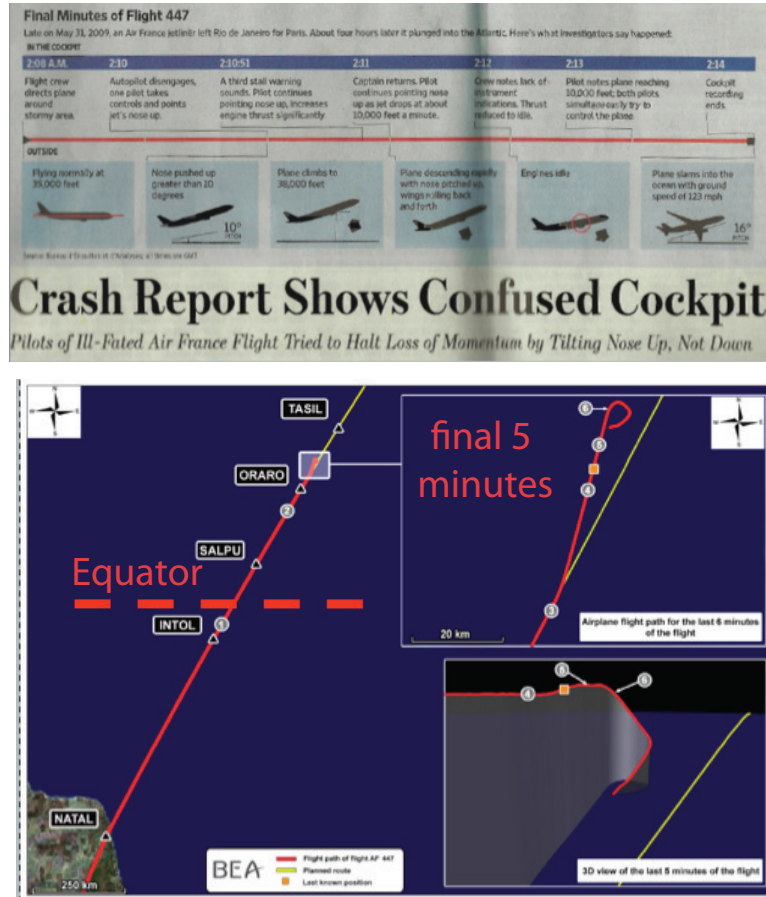 Final Minutes of Flight 447
Late on May 31, 2009, an Air France jetliner left Rio de Janeiro for Paris. About four hours later it plunged into the Atlantic. Here's what investigators say happened:
IN THE COCKPIT
2:08 A.M. 2:10 2:10:51 2:11 2:12 2:13 2:14
Flight crew
directs plane
around
stormy area.
Autopilot disengages,
one pilot takes
controls and points
jet's nose up.
A third stall warning
sounds. Pilot continues
pointing nose up, increases
engine thrust significantly.
Captain returns. Pilot
continues pointing nose
up as jet drops at about
10,000 feet a minute.
Crew notes lack of
instrument
indications. Thrust
reduced to idle.
Pilot notes plane reaching
10,000 feet; both pilots
simultaneously try to
control the plane.
Cockpit
recording
ends.
OUTSIDE
Flying normally at
35,000 feet
Nose pushed up
greater than 10
degrees
10°
PITCH
Plane climbs to
38,000 feet
Plane descending rapidly
with nose pitched up,
wings rolling back
and forth
Engines idle
Plane slams into the
ocean with ground
speed of 123 mph
16°
PITCH
Crash Report Shows Confused Cockpit
Pilots of Ill-Fated Air France Flight Tried to Halt Loss of Momentum by Tilting Nose Up, Not Down
N
W E
S
TASIL
ORARO
2
SALPU
Equator
INTOL
1
NATAL
250 km
final 5
minutes
N
W E
S
6
5
4
3
20 km
Airplane flight path for the last 6 minutes
of the flight
5
6
4
3D view of the last 5 minutes of the flight
BEA
Flight path of flight AF 447
Planned route
Last known position